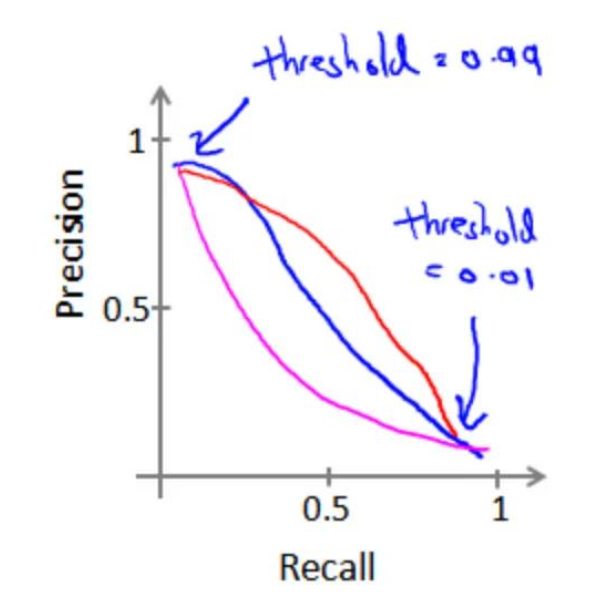 threshold = 0.99
1
Precision
threshold
= 0.01
0.5
0.5
1
Recall